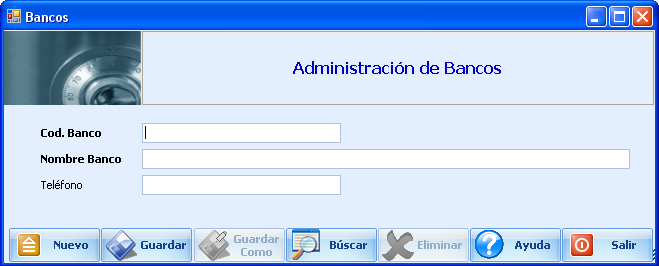 Bancos
Administración de Bancos
Cod. Banco
Nombre Banco
Teléfono
Nuevo
Guardar
Guardar
Como
Búscar
Eliminar
Ayuda
Salir